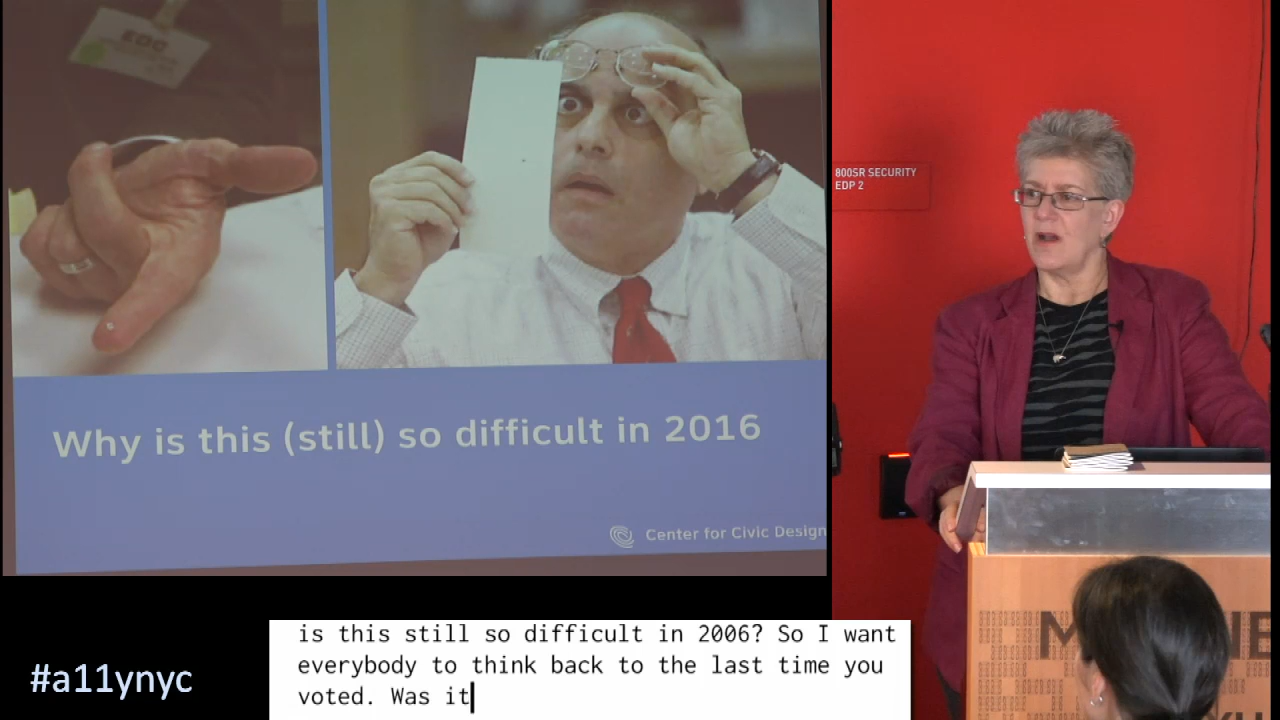 EDC
800SR SECURITY
EDP 2
Why is this (still) so difficult in 2016
Center for Civic Design
is this still so difficult in 2006? So I want
everybody to think back to the last time you
voted. Was it
#a11ynyc